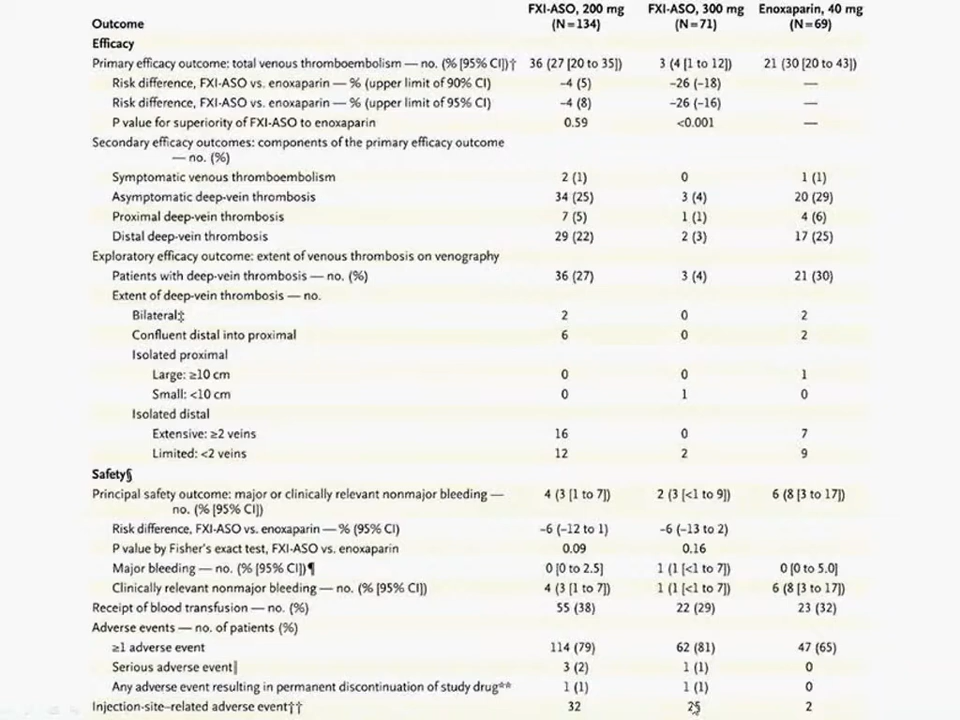 FXI-ASO, 200 mg FXI-ASO, 300 mg Enoxaparin, 40 mg
Outcome (N=134) (N=71) (N=69)
Efficacy
Primary efficacy outcome: total venous thromboembolism — no. (% [95% CI])† 36 (27 [20 to 35]) 3 (4 [1 to 12]) 21 (30 [20 to 43])
Risk difference, FXI-ASO vs. enoxaparin — % (upper limit of 90% CI) –4 (5) –26 (–18) —
Risk difference, FXI-ASO vs. enoxaparin — % (upper limit of 95% CI) –4 (8) –26 (–16) —
P value for superiority of FXI-ASO to enoxaparin 0.59 <0.001 —
Secondary efficacy outcomes: components of the primary efficacy outcome
— no. (%)
Symptomatic venous thromboembolism 2 (1) 0 1 (1)
Asymptomatic deep-vein thrombosis 34 (25) 3 (4) 20 (29)
Proximal deep-vein thrombosis 7 (5) 1 (1) 4 (6)
Distal deep-vein thrombosis 29 (22) 2 (3) 17 (25)
Exploratory efficacy outcome: extent of venous thrombosis on venography
Patients with deep-vein thrombosis — no. (%) 36 (27) 3 (4) 21 (30)
Extent of deep-vein thrombosis — no.
Bilateral‡ 2 0 2
Confluent distal into proximal 6 0 2
Isolated proximal
Large: ≥10 cm 0 0 1
Small: <10 cm 0 1 0
Isolated distal
Extensive: ≥2 veins 16 0 7
Limited: <2 veins 12 2 9
Safety§
Principal safety outcome: major or clinically relevant nonmajor bleeding — 4 (3 [1 to 7]) 2 (3 [<1 to 9]) 6 (8 [3 to 17])
no. (% [95% CI])
Risk difference, FXI-ASO vs. enoxaparin — % (95% CI) –6 (–12 to 1) –6 (–13 to 2)
P value by Fisher's exact test, FXI-ASO vs. enoxaparin 0.09 0.16
Major bleeding — no. (% [95% CI])¶ 0 [0 to 2.5] 1 (1 [<1 to 7]) 0 [0 to 5.0]
Clinically relevant nonmajor bleeding — no. (% [95% CI]) 4 (3 [1 to 7]) 1 (1 [<1 to 7]) 6 (8 [3 to 17])
Receipt of blood transfusion — no. (%) 55 (38) 22 (29) 23 (32)
Adverse events — no. of patients (%)
≥1 adverse event 114 (79) 62 (81) 47 (65)
Serious adverse event‖ 3 (2) 1 (1) 0
Any adverse event resulting in permanent discontinuation of study drug** 1 (1) 1 (1) 0
Injection-site–related adverse event†† 32 25 2